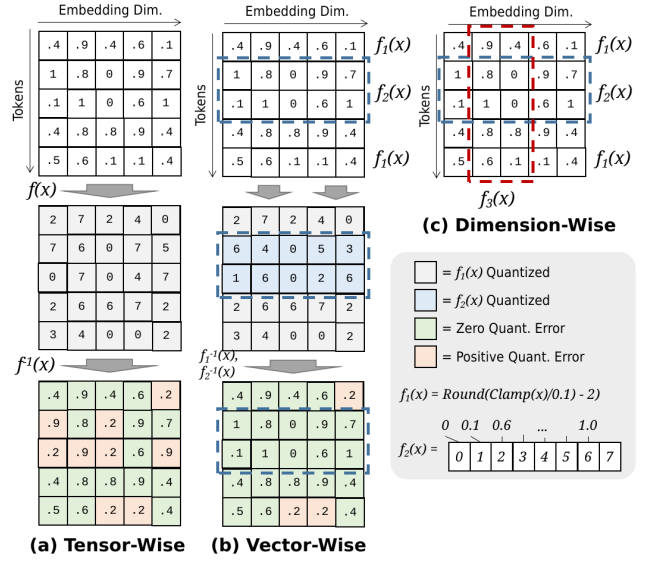 Embedding Dim.
Tokens
.4 .9 .4 .6 .1
1 .8 0 .9 .7
.1 1 0 .6 1
.4 .8 .8 .9 .4
.5 .6 .1 .1 .4
f(x)
2 7 2 4 0
7 6 0 7 5
0 7 0 4 7
2 6 6 7 2
3 4 0 0 2
f⁻¹(x)
.4 .9 .4 .6 .2
.9 .8 .2 .9 .7
.2 .9 .2 .6 .9
.4 .8 .8 .9 .4
.5 .6 .2 .2 .4
(a) Tensor-Wise
Embedding Dim.
Tokens
.4 .9 .4 .6 .1 f₁(x)
1 .8 0 .9 .7
f₂(x)
.1 1 0 .6 1
.4 .8 .8 .9 .4
.5 .6 .1 .1 .4 f₁(x)
2 7 2 4 0
6 4 0 5 3
1 6 0 2 6
2 6 6 7 2
3 4 0 0 2
f₁⁻¹(x),
f₂⁻¹(x)
.4 .9 .4 .6 .2
1 .8 0 .9 .7
.1 1 0 .6 1
.4 .8 .8 .9 .4
.5 .6 .2 .2 .4
(b) Vector-Wise
Embedding Dim.
Tokens
.4 .9 .4 .6 .1 f₁(x)
1 .8 0 .9 .7
f₂(x)
.1 1 0 .6 1
.4 .8 .8 .9 .4
.5 .6 .1 .1 .4 f₁(x)
f₃(x)
(c) Dimension-Wise
= f₁(x) Quantized
= f₂(x) Quantized
= Zero Quant. Error
= Positive Quant. Error
f₁(x) = Round(Clamp(x)/0.1) - 2)
0 0.1 0.6 ... 1.0
f₂(x) = 0 1 2 3 4 5 6 7